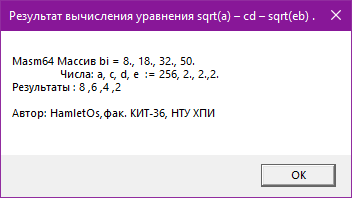 Результат вычисления уравнения sqrt(a) – cd – sqrt(eb) .
Masm64 Массив bi = 8., 18., 32., 50.
Числа: a, c, d, e := 256, 2., 2.,2.
Результаты : 8 ,6 ,4 ,2
Автор: HamletOs,фак. КИТ-36, НТУ ХПИ
OK